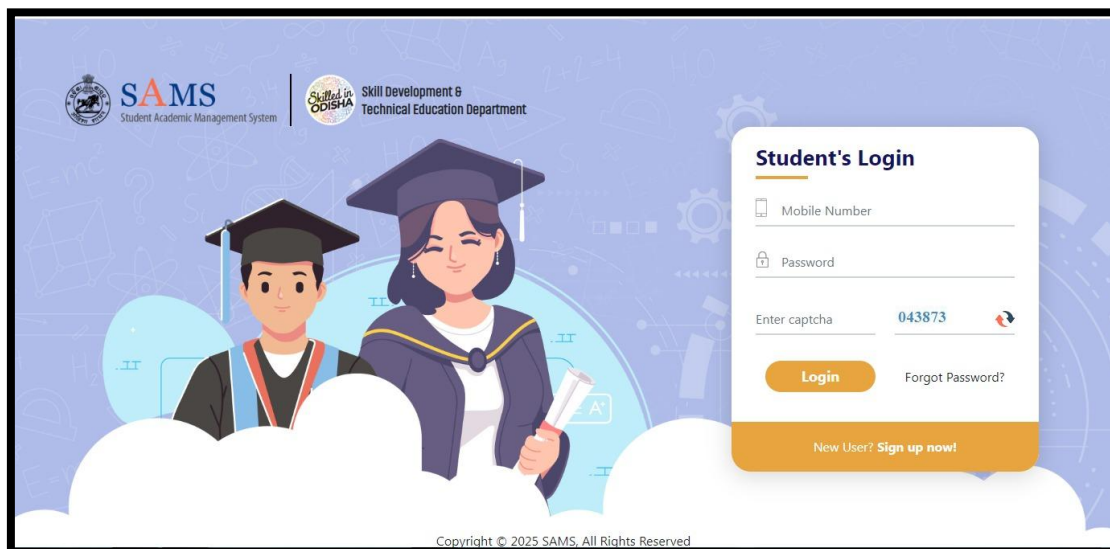 SAMS
Student Academic Management System
Skilled in
ODISHA
Skill Development &
Technical Education Department
Student's Login
Mobile Number
Password
Enter captcha
043873
Login
Forgot Password?
New User? Sign up now!
Copyright © 2025 SAMS, All Rights Reserved